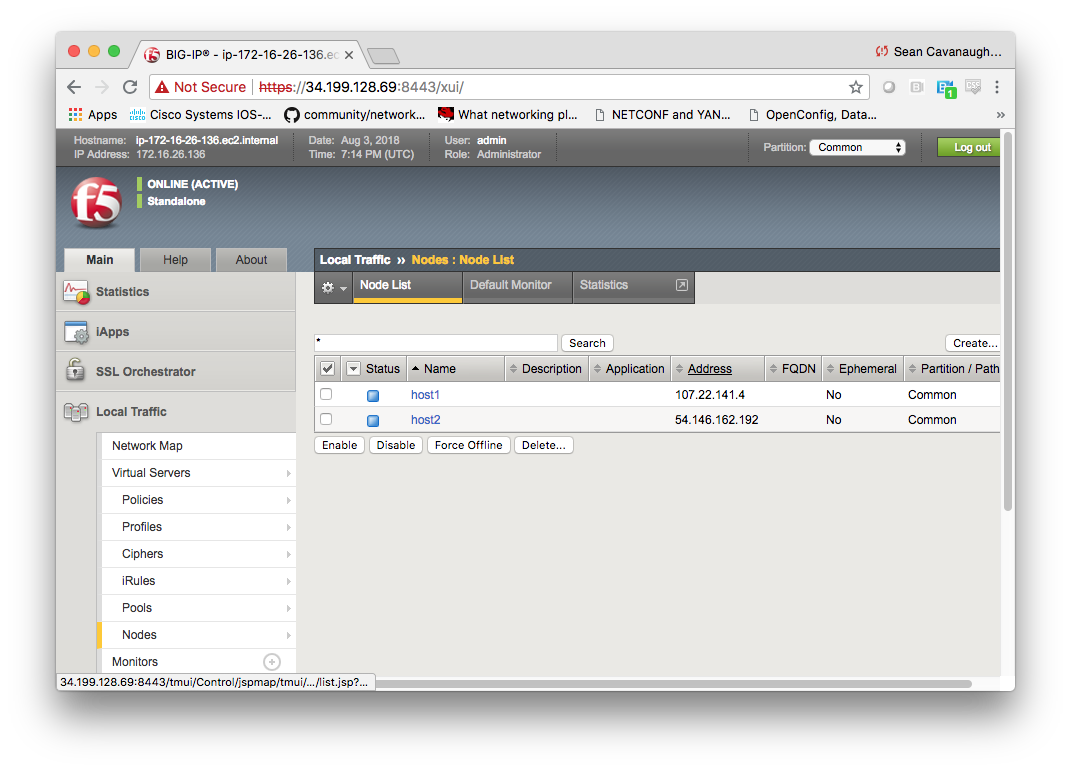 BIG-IP® - ip-172-16-26-136.ec
Sean Cavanaugh...
Not Secure https://34.199.128.69:8443/xui/
Apps Cisco Systems IOS-... community/network... What networking pl... NETCONF and YAN... OpenConfig, Data... »
Hostname: ip-172-16-26-136.ec2.internal Date: Aug 3, 2018 User: admin
IP Address: 172.16.26.136 Time: 7:14 PM (UTC) Role: Administrator
Partition: Common Log out
f5
ONLINE (ACTIVE)
Standalone
Main Help About
Local Traffic ›› Nodes : Node List
Node List Default Monitor Statistics
Statistics
iApps
SSL Orchestrator
Local Traffic
Network Map
Virtual Servers
Policies
Profiles
Ciphers
iRules
Pools
Nodes
Monitors
* Search Create...
Status Name Description Application Address FQDN Ephemeral Partition / Path
host1 107.22.141.4 No Common
host2 54.146.162.192 No Common
Enable Disable Force Offline Delete...
34.199.128.69:8443/tmui/Control/jspmap/tmui/.../list.jsp?...